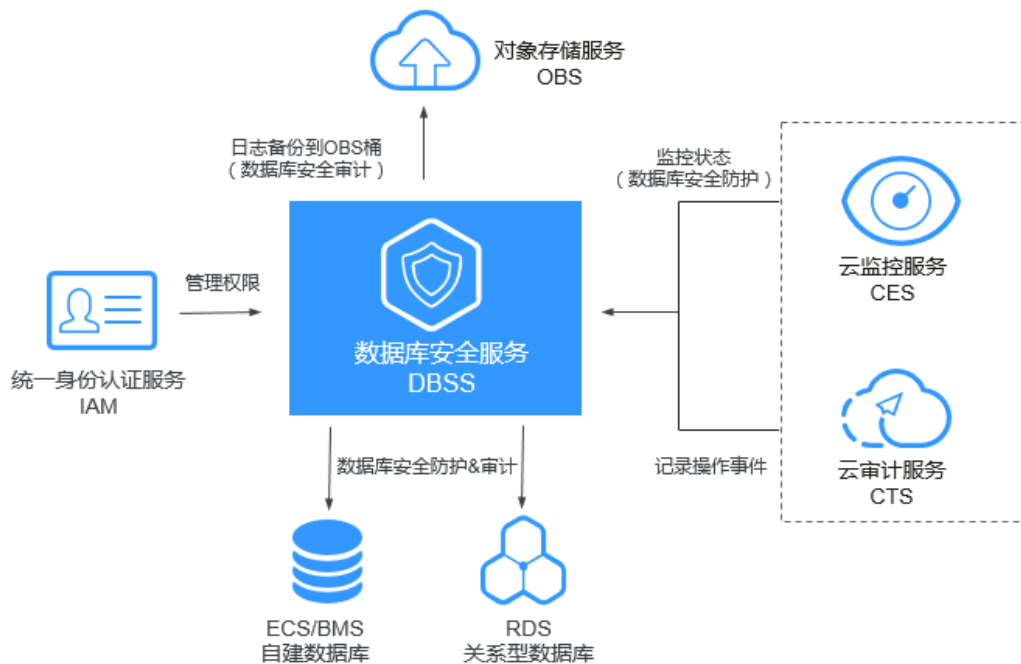 对象存储服务
OBS
日志备份到OBS桶
（数据库安全审计）
监控状态
（数据库安全防护）
云监控服务
CES
管理权限
数据库安全服务
DBSS
统一身份认证服务
IAM
数据库安全防护&审计
记录操作事件
云审计服务
CTS
ECS/BMS
自建数据库
RDS
关系型数据库